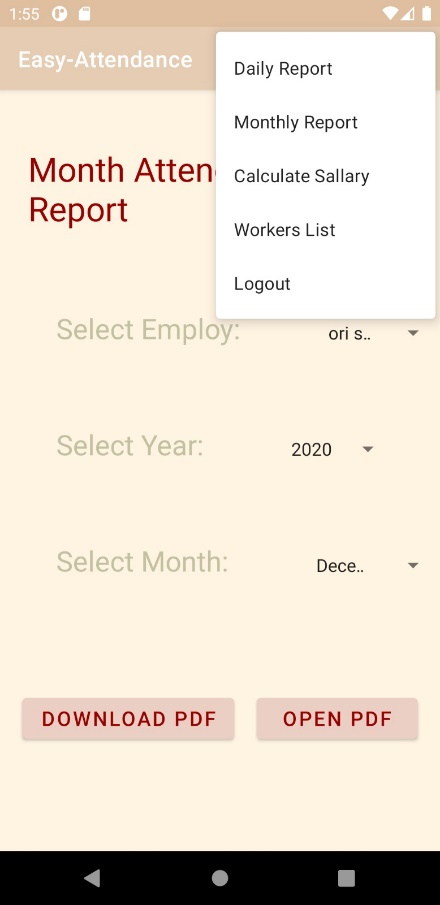 1:55
Easy-Attendance
Daily Report
Monthly Report
Calculate Sallary
Workers List
Logout
Month Atten
Report
Select Employ:
ori s..
Select Year:
2020
Select Month:
Dece..
DOWNLOAD PDF
OPEN PDF